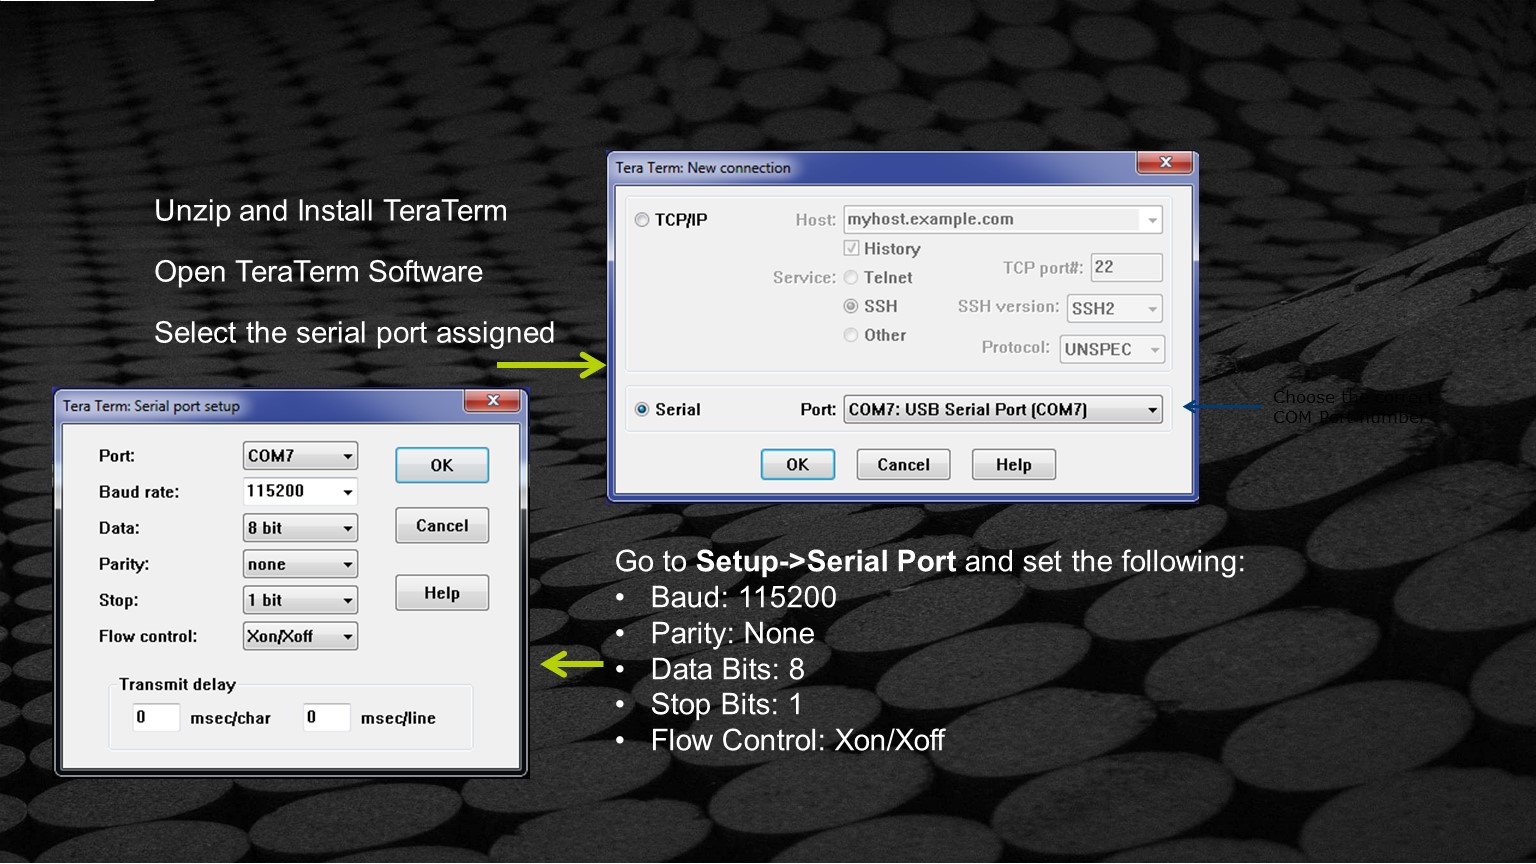 Unzip and Install TeraTerm
Open TeraTerm Software
Select the serial port assigned
Tera Term: New connection
TCP/IP
Host: myhost.example.com
History
Service: Telnet
TCP port#: 22
SSH
SSH version: SSH2
Other
Protocol: UNSPEC
Serial
Port: COM7: USB Serial Port (COM7)
OK Cancel Help
Choose the correct
COM Port number
Tera Term: Serial port setup
Port: COM7
OK
Baud rate: 115200
Data: 8 bit
Cancel
Parity: none
Help
Stop: 1 bit
Flow control: Xon/Xoff
Transmit delay
0 msec/char 0 msec/line
Go to Setup->Serial Port and set the following:
• Baud: 115200
• Parity: None
• Data Bits: 8
• Stop Bits: 1
• Flow Control: Xon/Xoff